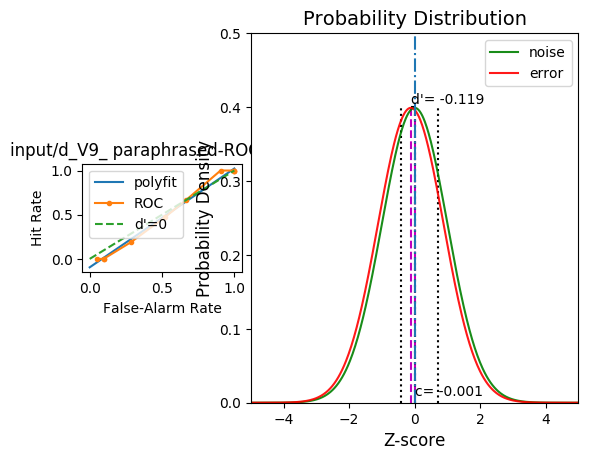 input/d_V9_ paraphrased-ROC
Hit Rate
1.0
0.5
0.0
polyfit
ROC
d'=0
0.0
0.5
1.0
False-Alarm Rate
Probability Distribution
Probability Density
0.5
0.4
0.3
0.2
0.1
0.0
noise
error
d'= -0.119
c= -0.001
−4
−2
0
2
4
Z-score